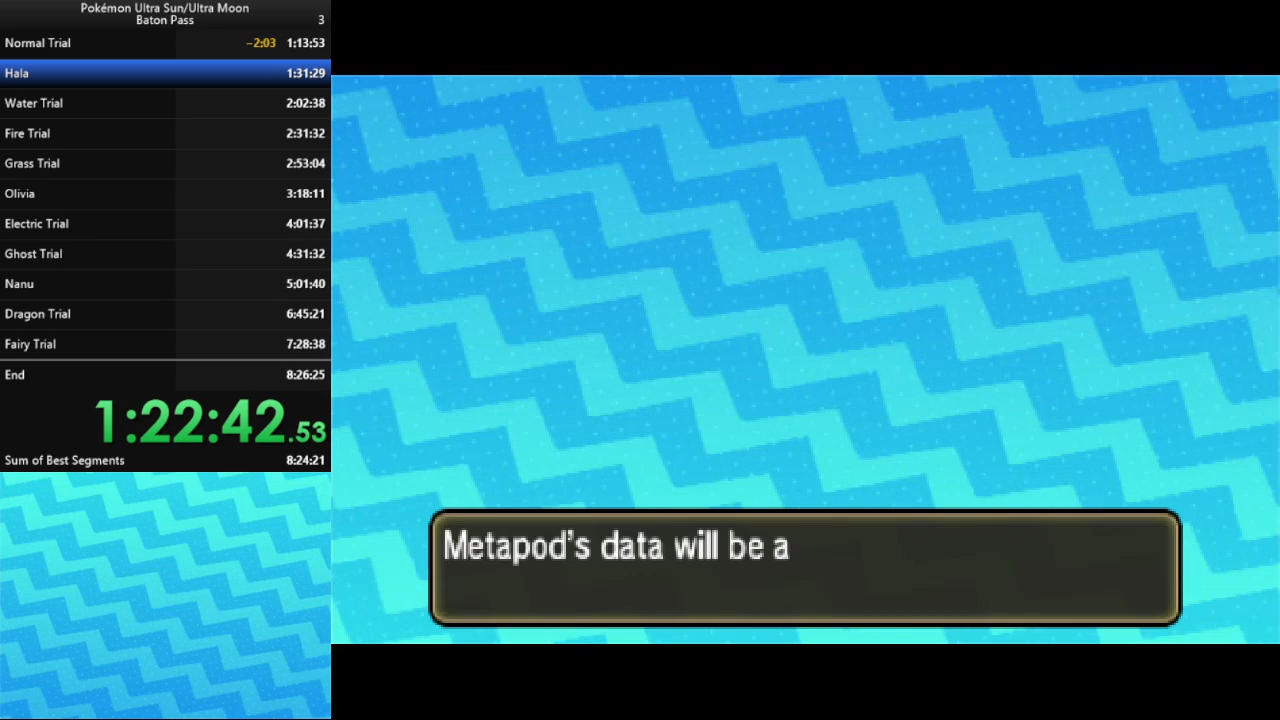 Pokémon Ultra Sun/Ultra Moon
Baton Pass 3
Normal Trial −2:03 1:13:53
Hala 1:31:29
Water Trial 2:02:38
Fire Trial 2:31:32
Grass Trial 2:53:04
Olivia 3:18:11
Electric Trial 4:01:37
Ghost Trial 4:31:32
Nanu 5:01:40
Dragon Trial 6:45:21
Fairy Trial 7:28:38
End 8:26:25
1:22:42.53
Sum of Best Segments 8:24:21
Metapod's data will be a